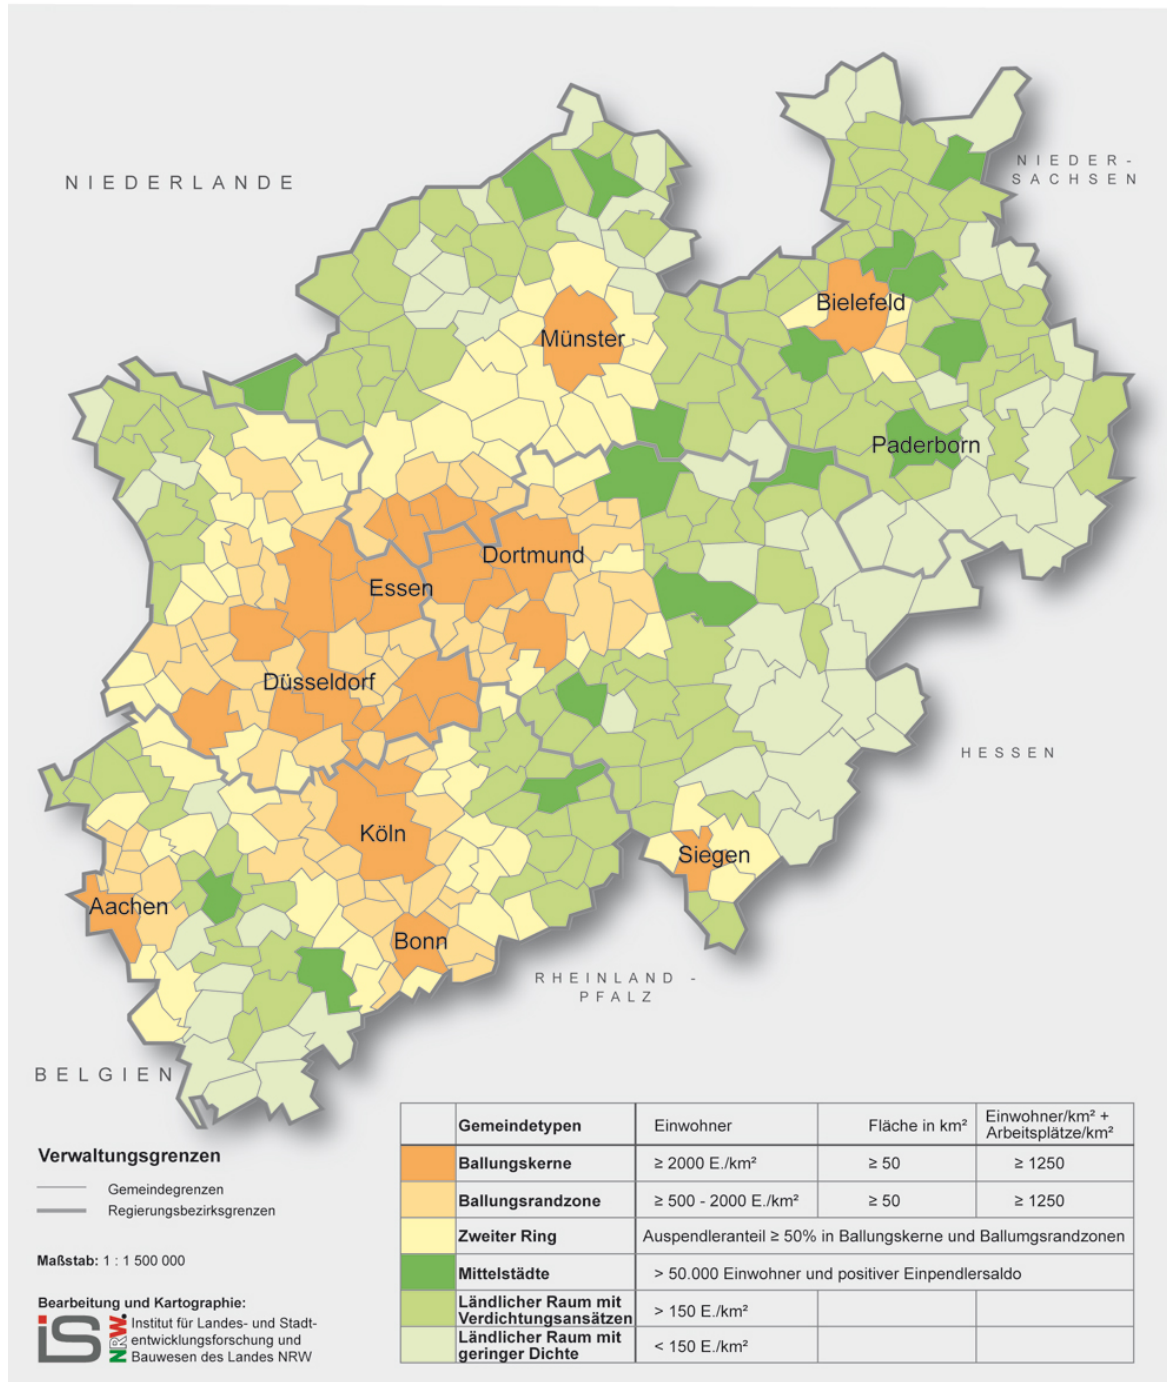 NIEDERLANDE
NIEDER-
SACHSEN
Bielefeld
Münster
Paderborn
Dortmund
Essen
Düsseldorf
HESSEN
Köln
Siegen
Aachen
Bonn
RHEINLAND -
PFALZ
BELGIEN
Verwaltungsgrenzen
Gemeindegrenzen
Regierungsbezirksgrenzen
Maßstab: 1 : 1 500 000
Bearbeitung und Kartographie:
iS NRW. Institut für Landes- und Stadt-
entwicklungsforschung und
Bauwesen des Landes NRW
Gemeindetypen Einwohner Fläche in km² Einwohner/km² +
Arbeitsplätze/km²
Ballungskerne ≥ 2000 E./km² ≥ 50 ≥ 1250
Ballungsrandzone ≥ 500 - 2000 E./km² ≥ 50 ≥ 1250
Zweiter Ring Auspendleranteil ≥ 50% in Ballungskerne und Ballumgsrandzonen
Mittelstädte > 50.000 Einwohner und positiver Einpendlersaldo
Ländlicher Raum mit
Verdichtungsansätzen > 150 E./km²
Ländlicher Raum mit
geringer Dichte < 150 E./km²